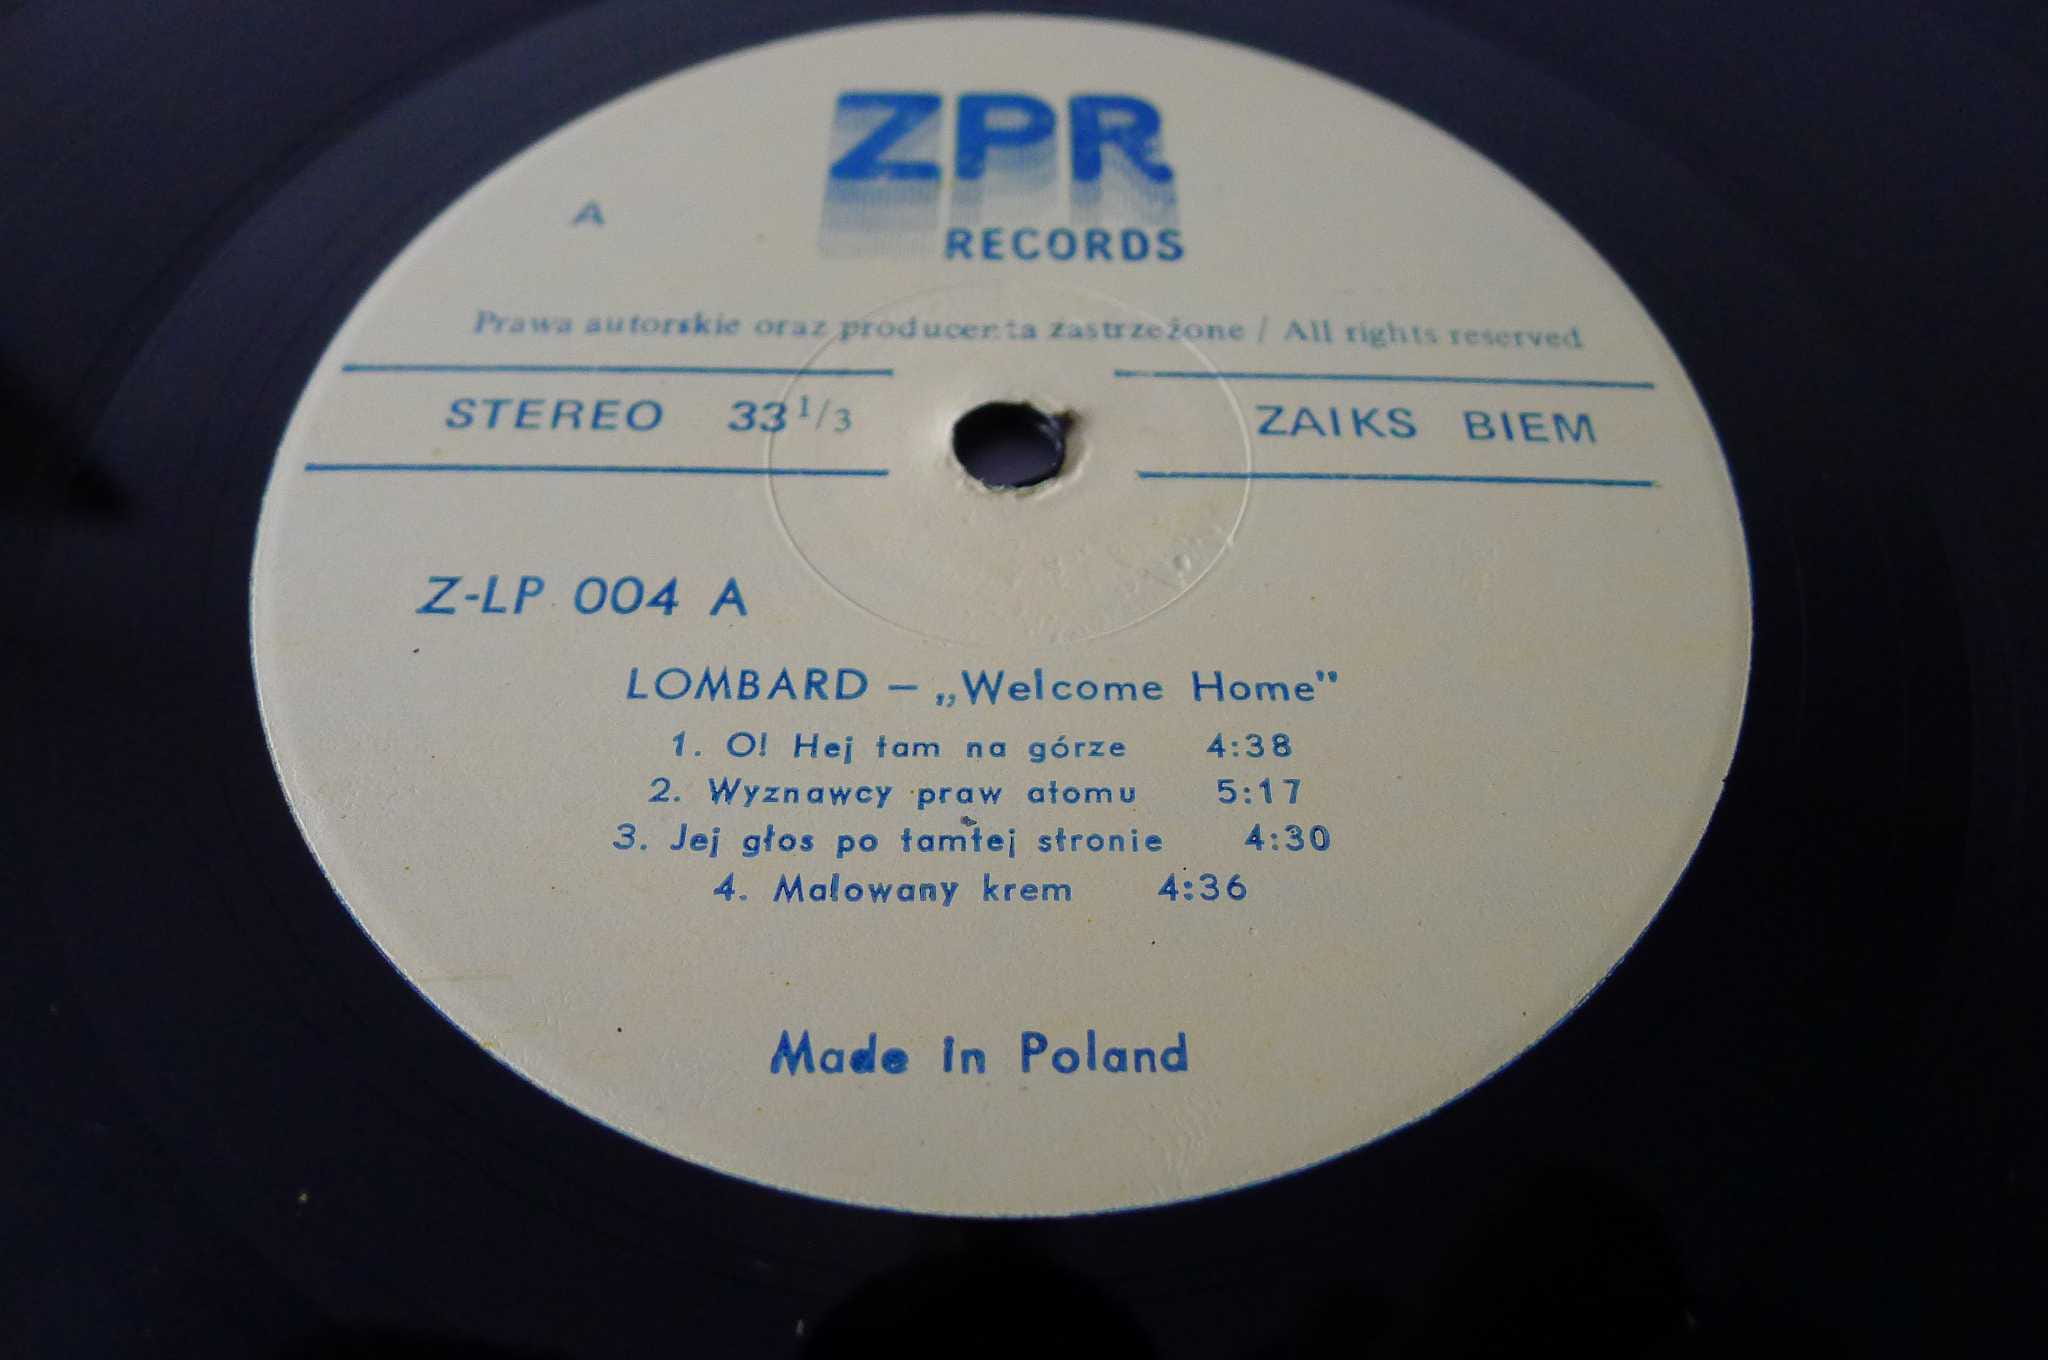 ZPR
RECORDS
A
Prawa autorskie oraz producenta zastrzeżone / All rights reserved
STEREO 33 1/3 ZAIKS BIEM
Z-LP 004 A
LOMBARD – „Welcome Home"
1. O! Hej tam na górze 4:38
2. Wyznawcy praw atomu 5:17
3. Jej głos po tamtej stronie 4:30
4. Malowany krem 4:36
Made in Poland